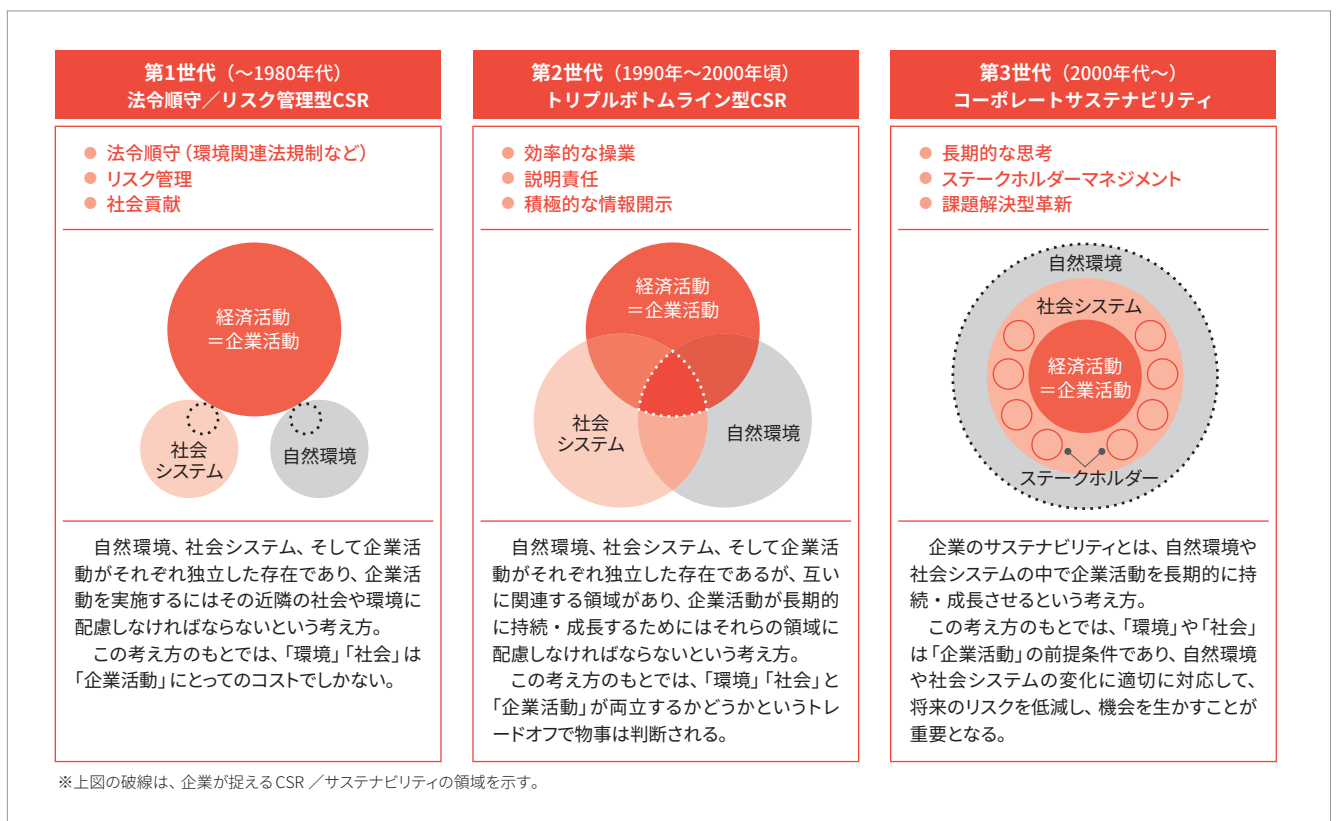 第1世代（～1980年代）
法令順守／リスク管理型CSR
● 法令順守（環境関連法規制など）
● リスク管理
● 社会貢献
経済活動
＝企業活動
社会
システム
自然環境
自然環境、社会システム、そして企業活
動がそれぞれ独立した存在であり、企業活
動を実施するにはその近隣の社会や環境に
配慮しなければならないという考え方。
この考え方のもとでは、「環境」「社会」は
「企業活動」にとってのコストでしかない。
第2世代（1990年～2000年頃）
トリプルボトムライン型CSR
● 効率的な操業
● 説明責任
● 積極的な情報開示
経済活動
＝企業活動
社会
システム
自然環境
自然環境、社会システム、そして企業活
動がそれぞれ独立した存在であるが、互い
に関連する領域があり、企業活動が長期的
に持続・成長するためにはそれらの領域に
配慮しなければならないという考え方。
この考え方のもとでは、「環境」「社会」と
「企業活動」が両立するかどうかというトレ
ードオフで物事は判断される。
第3世代（2000年代～）
コーポレートサステナビリティ
● 長期的な思考
● ステークホルダーマネジメント
● 課題解決型革新
自然環境
社会システム
経済活動
＝企業活動
ステークホルダー
企業のサステナビリティとは、自然環境や
社会システムの中で企業活動を長期的に持
続・成長させるという考え方。
この考え方のもとでは、「環境」や「社会」
は「企業活動」の前提条件であり、自然環境
や社会システムの変化に適切に対応して、
将来のリスクを低減し、機会を生かすことが
重要となる。
※上図の破線は、企業が捉えるCSR／サステナビリティの領域を示す。